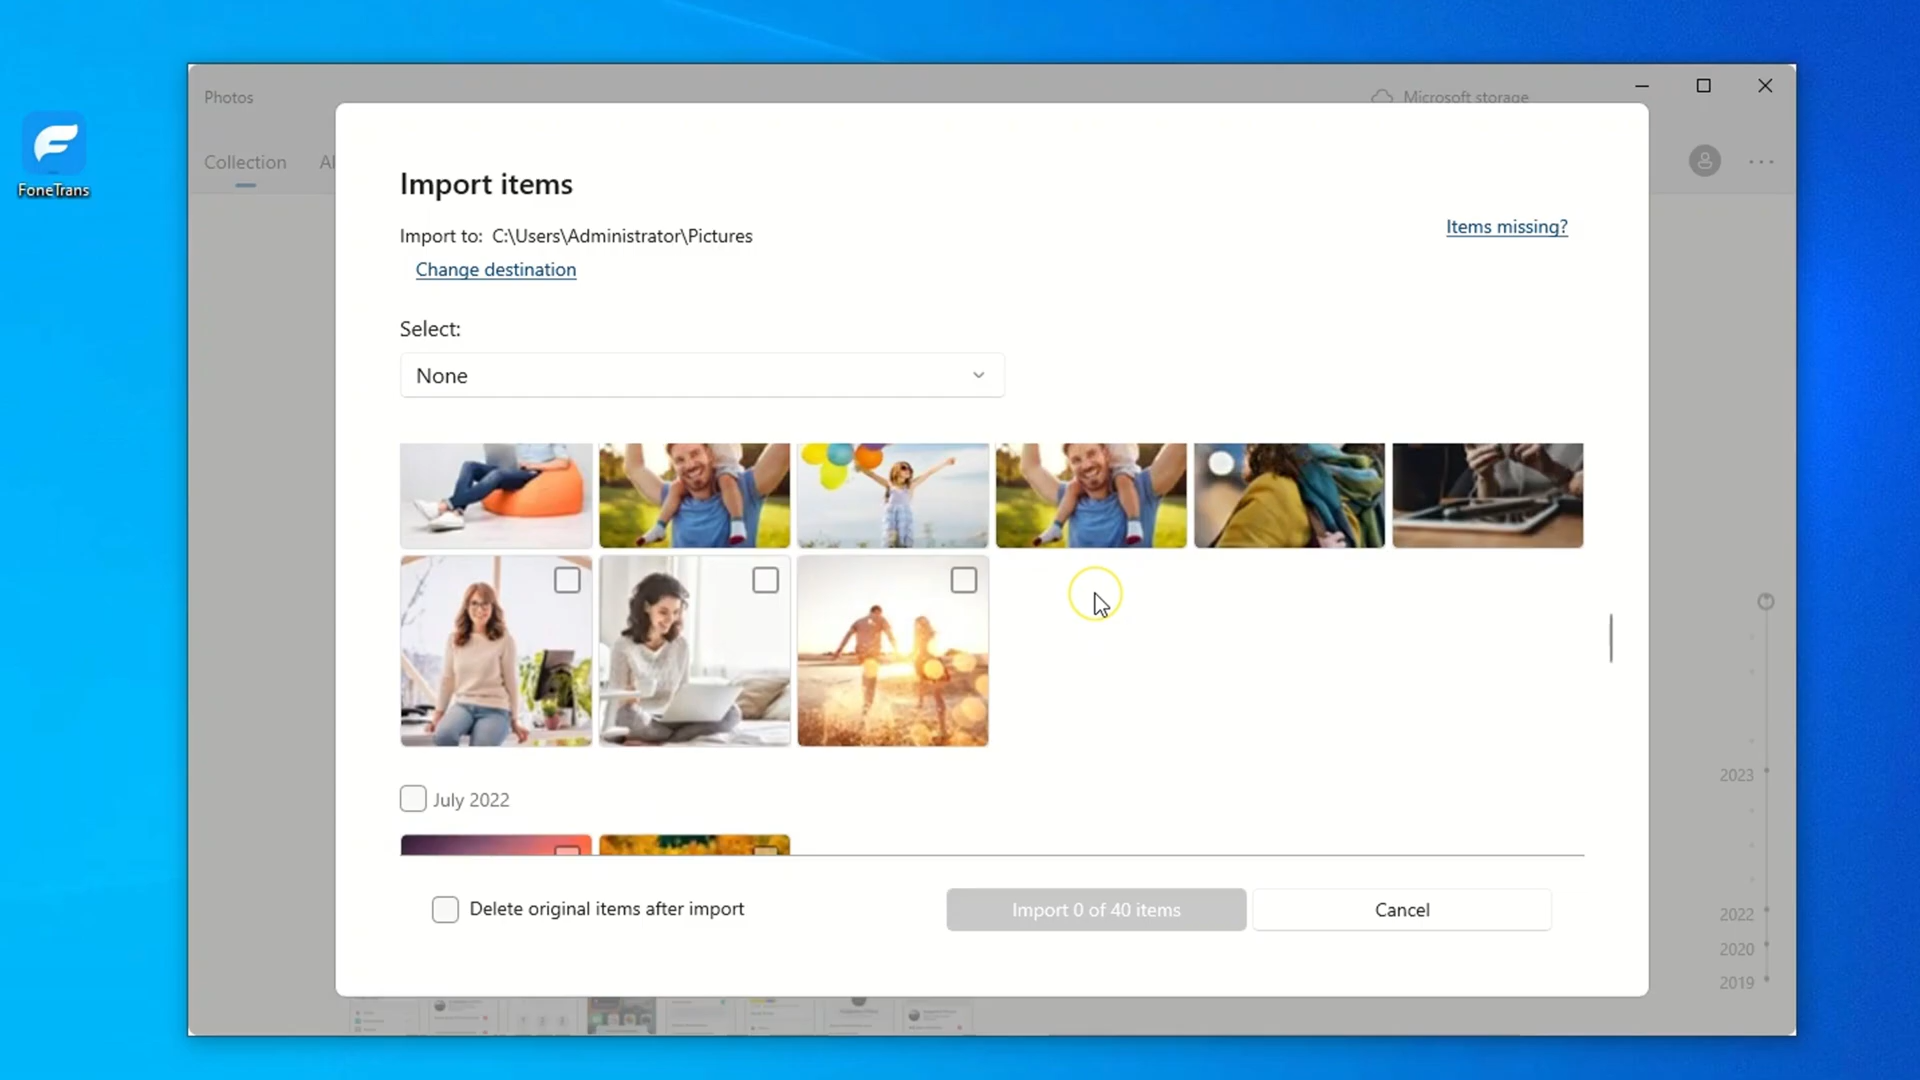 Photos
Microsoft storage
Collection
Al
FoneTrans
Import items
Import to: C:\Users\Administrator\Pictures
Items missing?
Change destination
Select:
None
July 2022
Delete original items after import
Import 0 of 40 items
Cancel
2023
2022
2020
2019